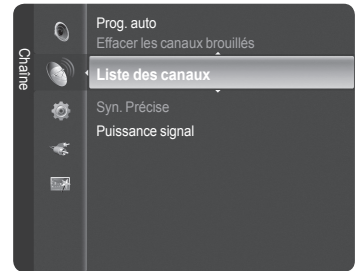 Chaîne
Prog. auto
Effacer les canaux brouillés
Liste des canaux
Syn. Précise
Puissance signal